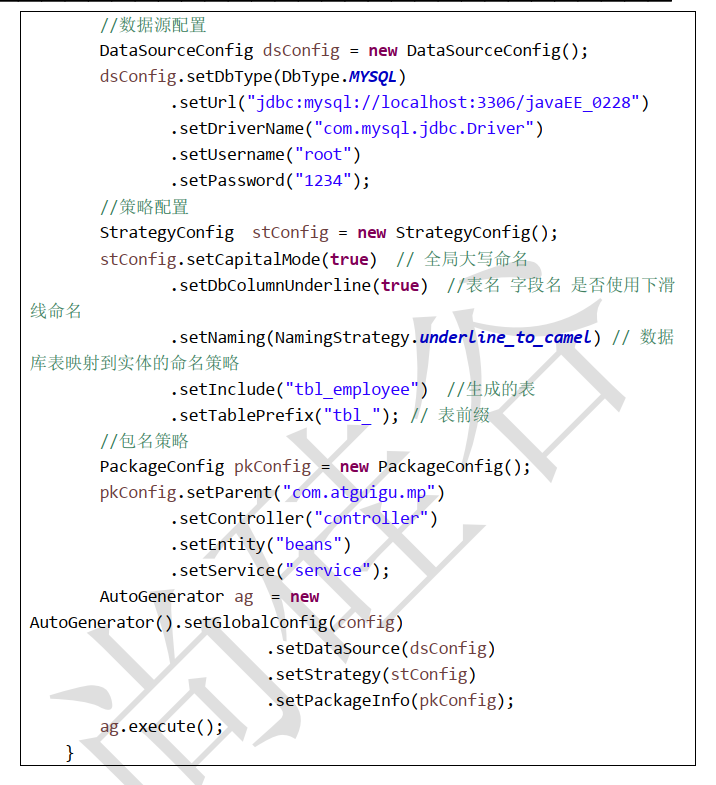 //数据源配置
DataSourceConfig dsConfig = new DataSourceConfig();
dsConfig.setDbType(DbType.MYSQL)
.setUrl("jdbc:mysql://localhost:3306/javaEE_0228")
.setDriverName("com.mysql.jdbc.Driver")
.setUsername("root")
.setPassword("1234");
//策略配置
StrategyConfig stConfig = new StrategyConfig();
stConfig.setCapitalMode(true) // 全局大写命名
.setDbColumnUnderline(true) //表名 字段名 是否使用下滑
线命名
.setNaming(NamingStrategy.underline_to_camel) // 数据
库表映射到实体的命名策略
.setInclude("tbl_employee") //生成的表
.setTablePrefix("tbl_"); // 表前缀
//包名策略
PackageConfig pkConfig = new PackageConfig();
pkConfig.setParent("com.atguigu.mp")
.setController("controller")
.setEntity("beans")
.setService("service");
AutoGenerator ag = new
AutoGenerator().setGlobalConfig(config)
.setDataSource(dsConfig)
.setStrategy(stConfig)
.setPackageInfo(pkConfig);
ag.execute();
}
尚硅谷